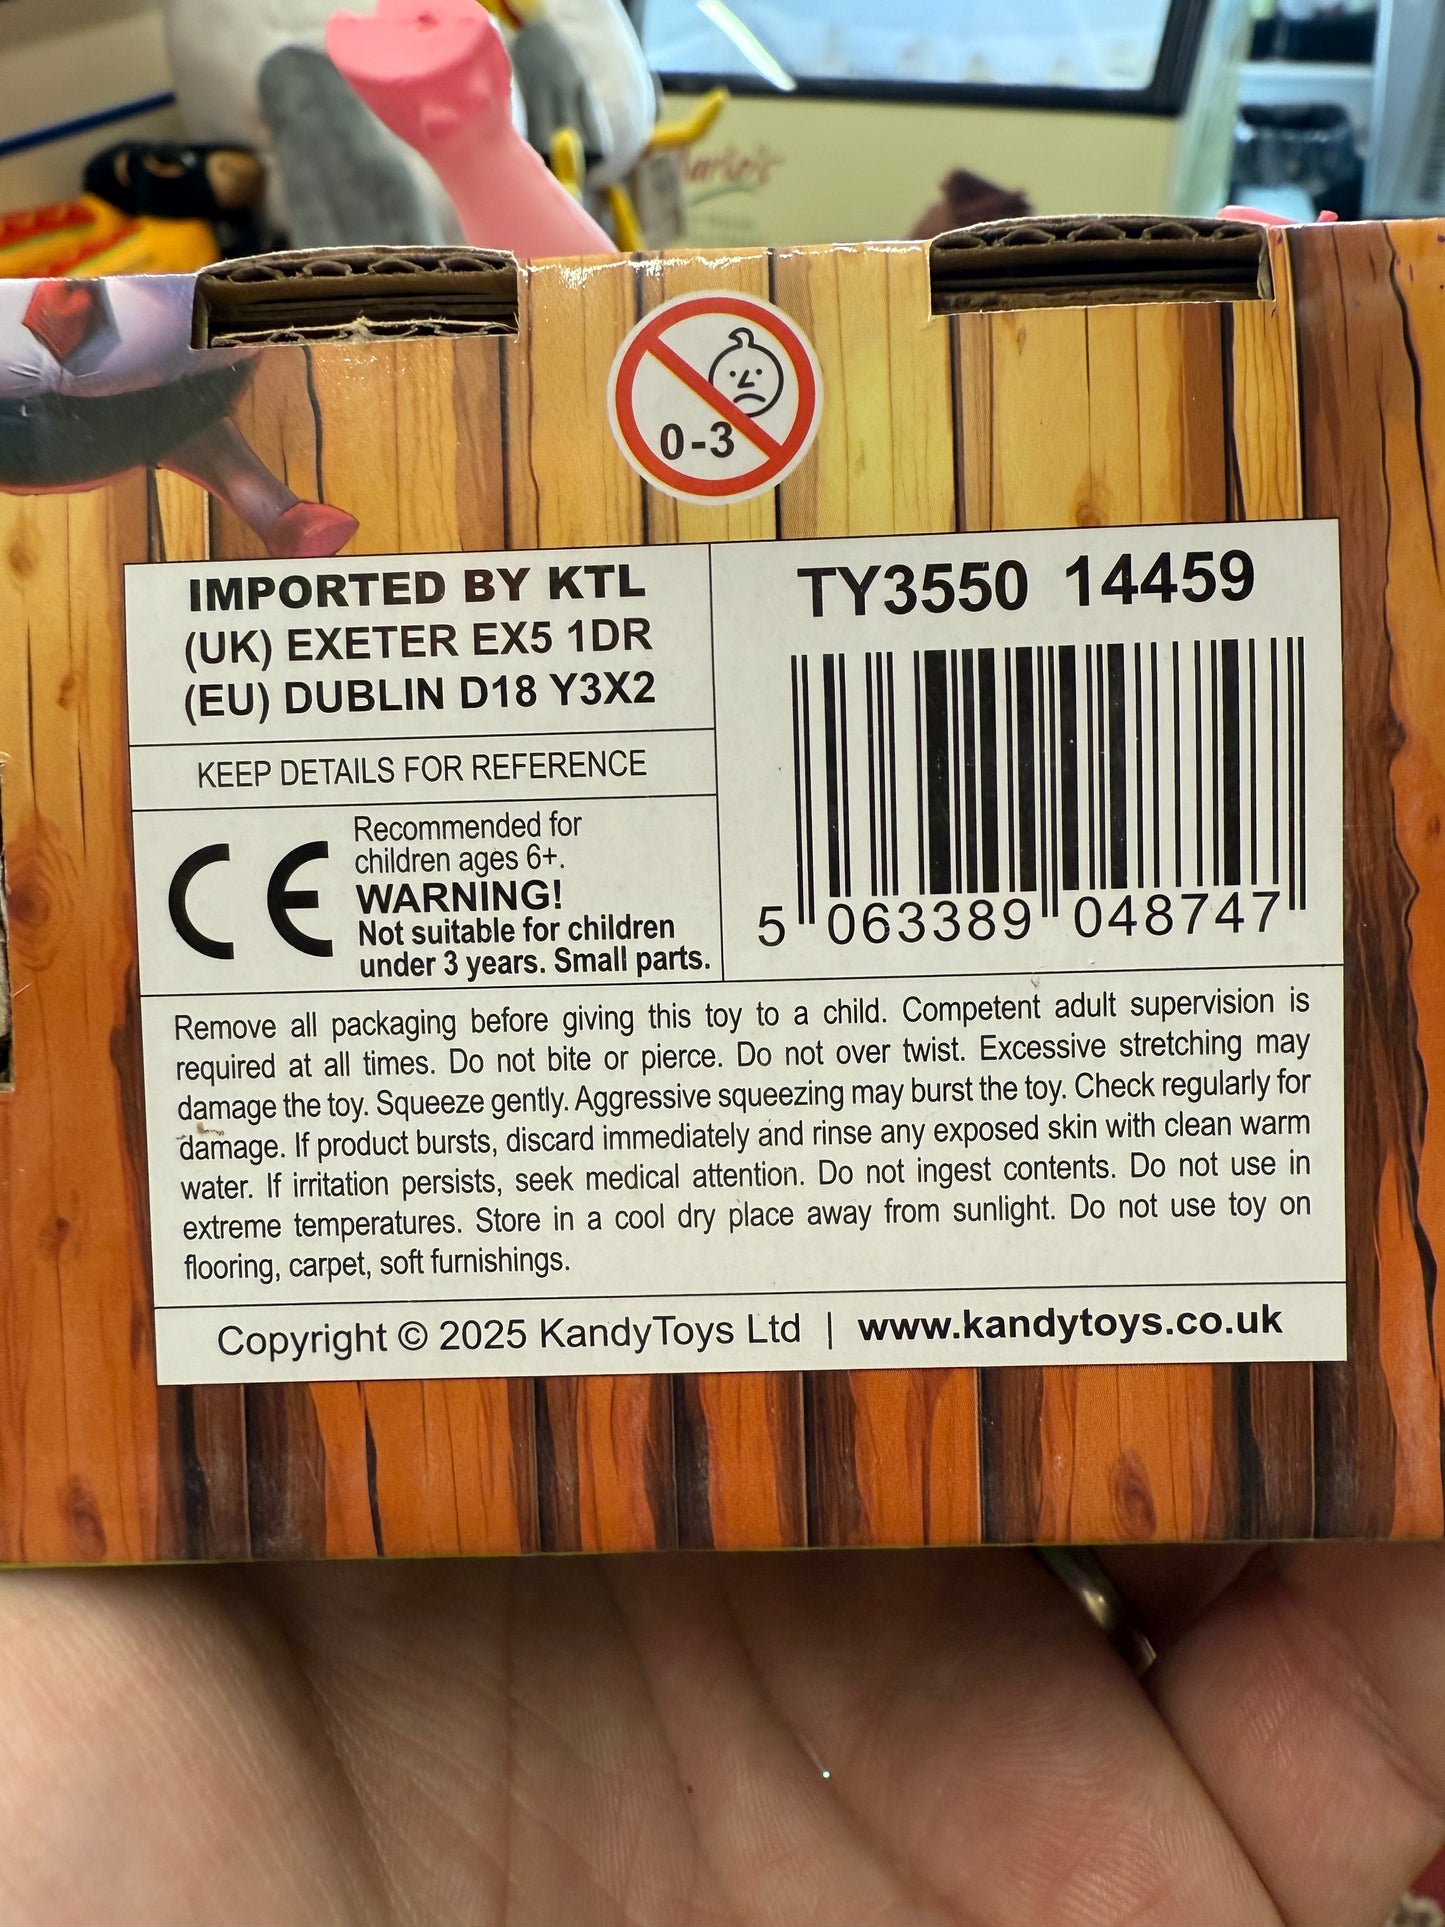 0-3
IMPORTED BY KTL
(UK) EXETER EX5 1DR
(EU) DUBLIN D18 Y3X2
KEEP DETAILS FOR REFERENCE
CE
Recommended for
children ages 6+.
WARNING!
Not suitable for children
under 3 years. Small parts.
TY3550 14459
5 063389 048747
Remove all packaging before giving this toy to a child. Competent adult supervision is
required at all times. Do not bite or pierce. Do not over twist. Excessive stretching may
damage the toy. Squeeze gently. Aggressive squeezing may burst the toy. Check regularly for
damage. If product bursts, discard immediately and rinse any exposed skin with clean warm
water. If irritation persists, seek medical attention. Do not ingest contents. Do not use in
extreme temperatures. Store in a cool dry place away from sunlight. Do not use toy on
flooring, carpet, soft furnishings.
Copyright © 2025 KandyToys Ltd | www.kandytoys.co.uk